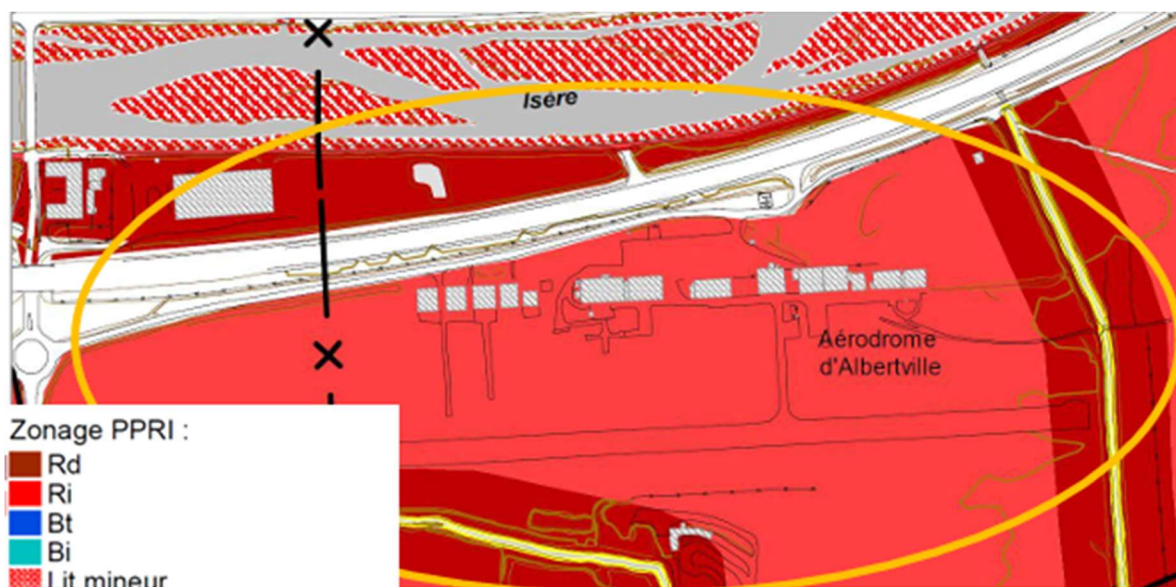 Isère
Aérodrome
d'Albertville
Zonage PPRI :
Rd
Ri
Bt
Bi
Lit mineur